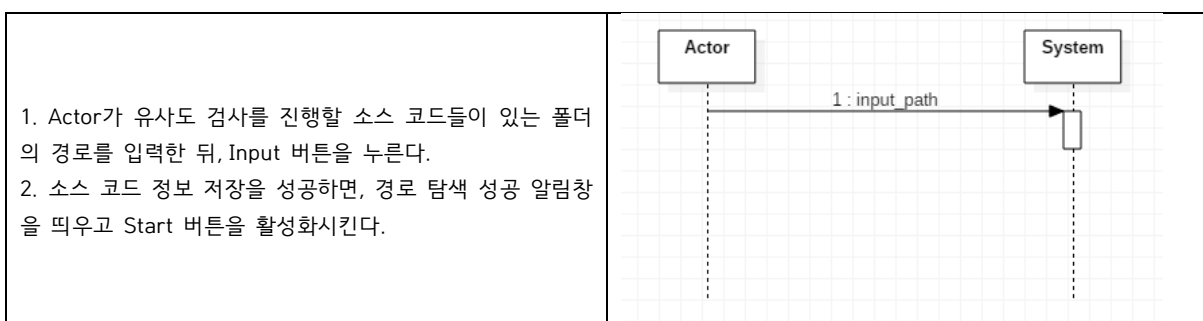 1. Actor가 유사도 검사를 진행할 소스 코드들이 있는 폴더
의 경로를 입력한 뒤, Input 버튼을 누른다.
2. 소스 코드 정보 저장을 성공하면, 경로 탐색 성공 알림창
을 띄우고 Start 버튼을 활성화시킨다.
Actor
System
1 : input_path